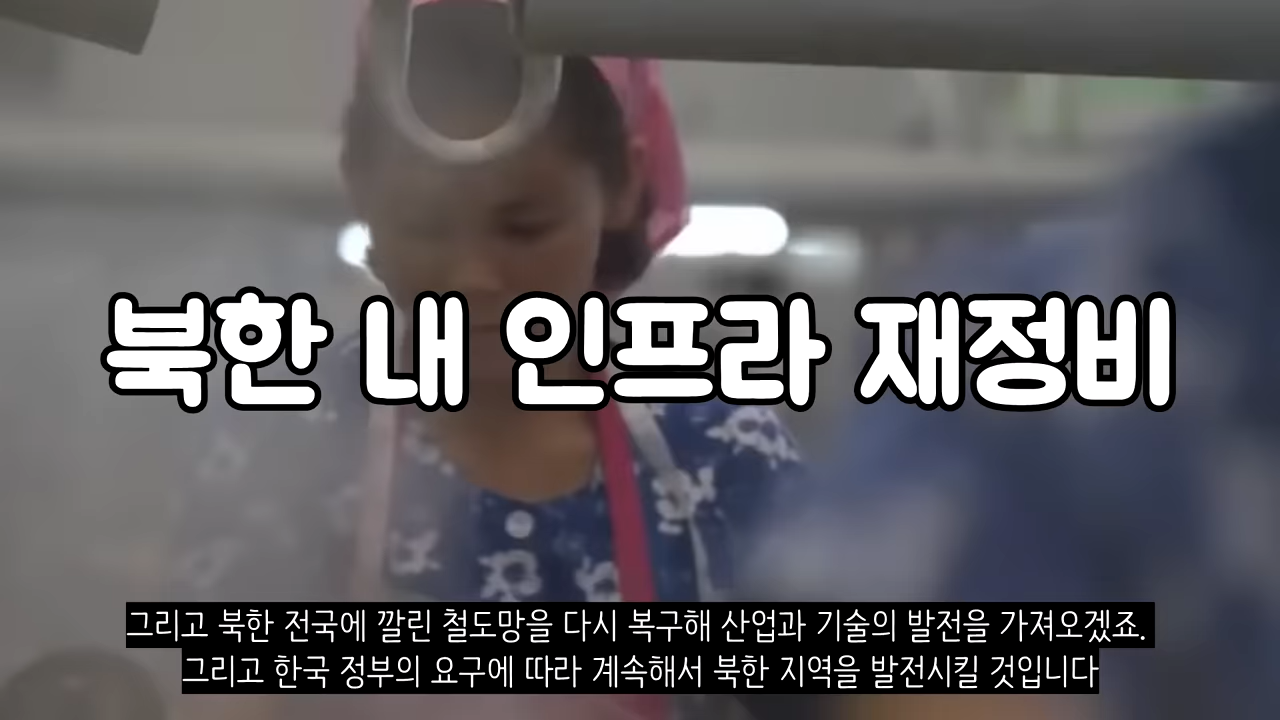 북한 내 인프라 재정비
그리고 북한 전국에 깔린 철도망을 다시 복구해 산업과 기술의 발전을 가져오겠죠.
그리고 한국 정부의 요구에 따라 계속해서 북한 지역을 발전시킬 것입니다